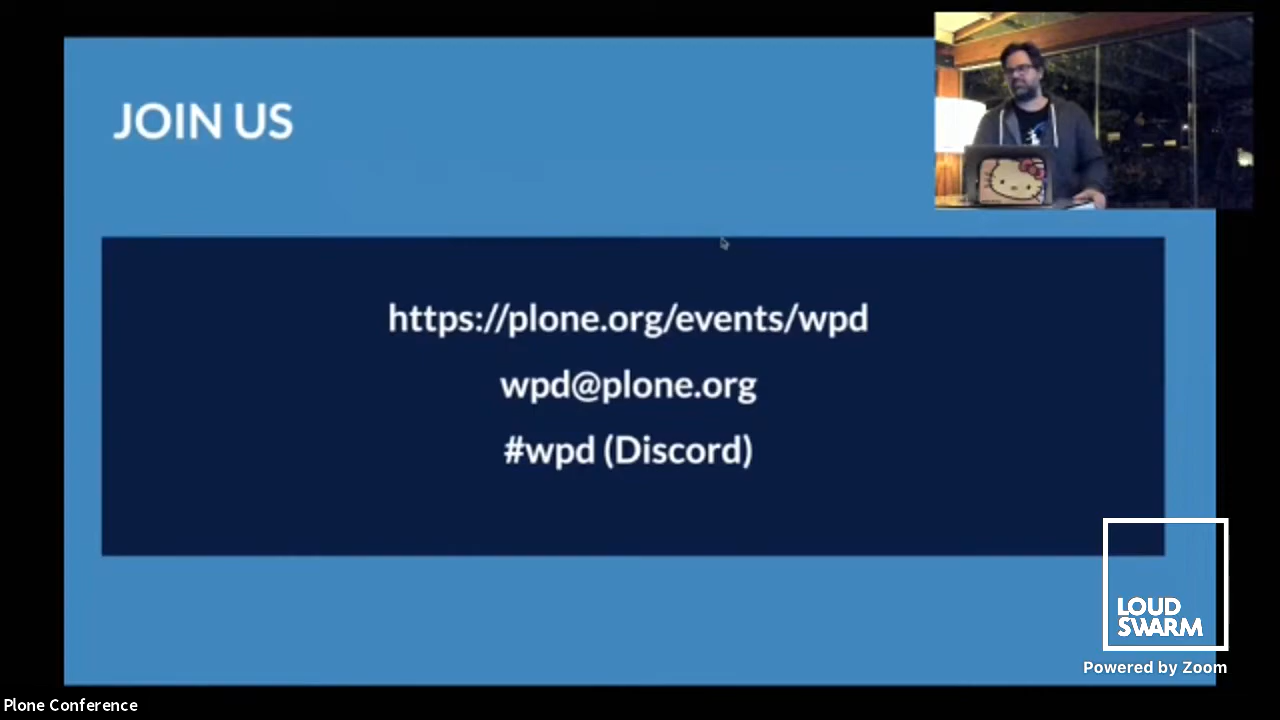 JOIN US
https://plone.org/events/wpd
wpd@plone.org
#wpd (Discord)
LOUD
SWARM
Powered by Zoom
Plone Conference